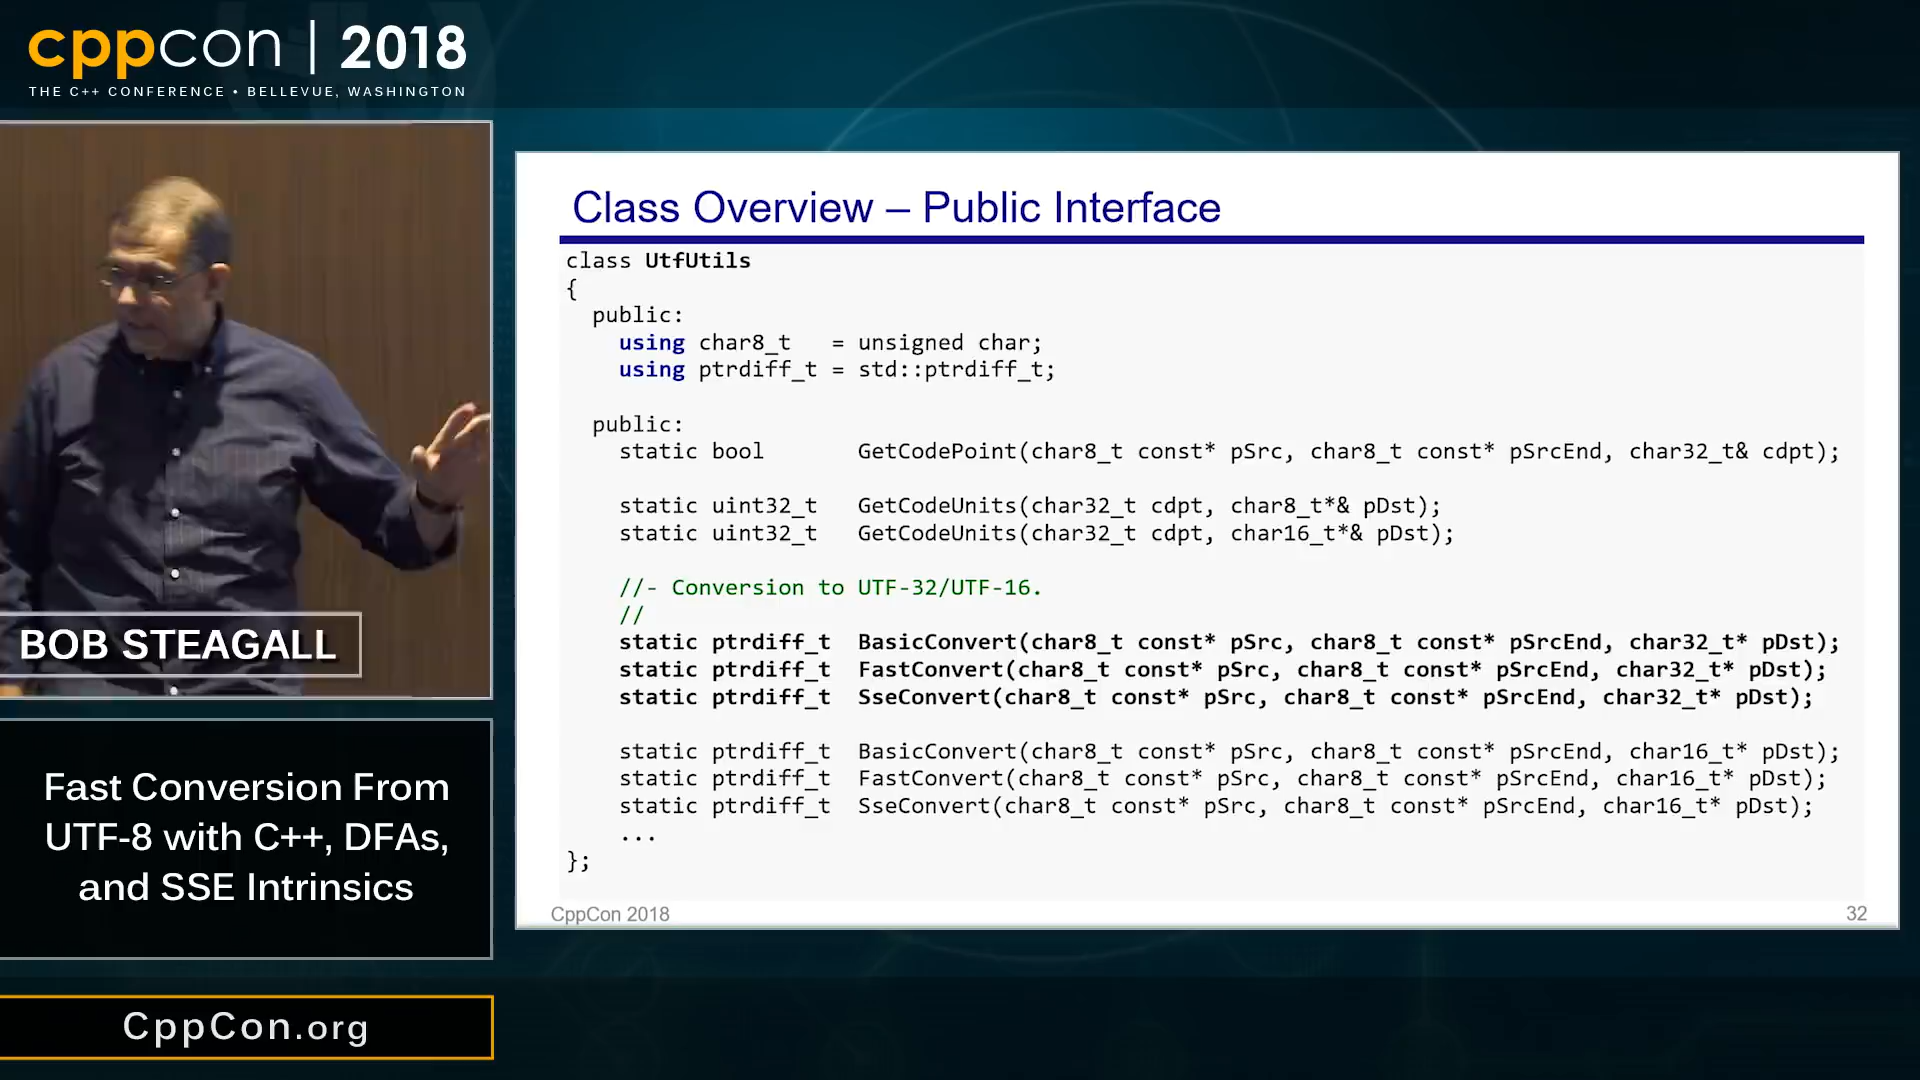 cppcon | 2018
THE C++ CONFERENCE • BELLEVUE, WASHINGTON
BOB STEAGALL
Fast Conversion From
UTF-8 with C++, DFAs,
and SSE Intrinsics
CppCon.org
Class Overview – Public Interface
class UtfUtils
{
public:
using char8_t = unsigned char;
using ptrdiff_t = std::ptrdiff_t;
public:
static bool GetCodePoint(char8_t const* pSrc, char8_t const* pSrcEnd, char32_t& cdpt);
static uint32_t GetCodeUnits(char32_t cdpt, char8_t*& pDst);
static uint32_t GetCodeUnits(char32_t cdpt, char16_t*& pDst);
//- Conversion to UTF-32/UTF-16.
//
static ptrdiff_t BasicConvert(char8_t const* pSrc, char8_t const* pSrcEnd, char32_t* pDst);
static ptrdiff_t FastConvert(char8_t const* pSrc, char8_t const* pSrcEnd, char32_t* pDst);
static ptrdiff_t SseConvert(char8_t const* pSrc, char8_t const* pSrcEnd, char32_t* pDst);
static ptrdiff_t BasicConvert(char8_t const* pSrc, char8_t const* pSrcEnd, char16_t* pDst);
static ptrdiff_t FastConvert(char8_t const* pSrc, char8_t const* pSrcEnd, char16_t* pDst);
static ptrdiff_t SseConvert(char8_t const* pSrc, char8_t const* pSrcEnd, char16_t* pDst);
...
};
CppCon 2018 32